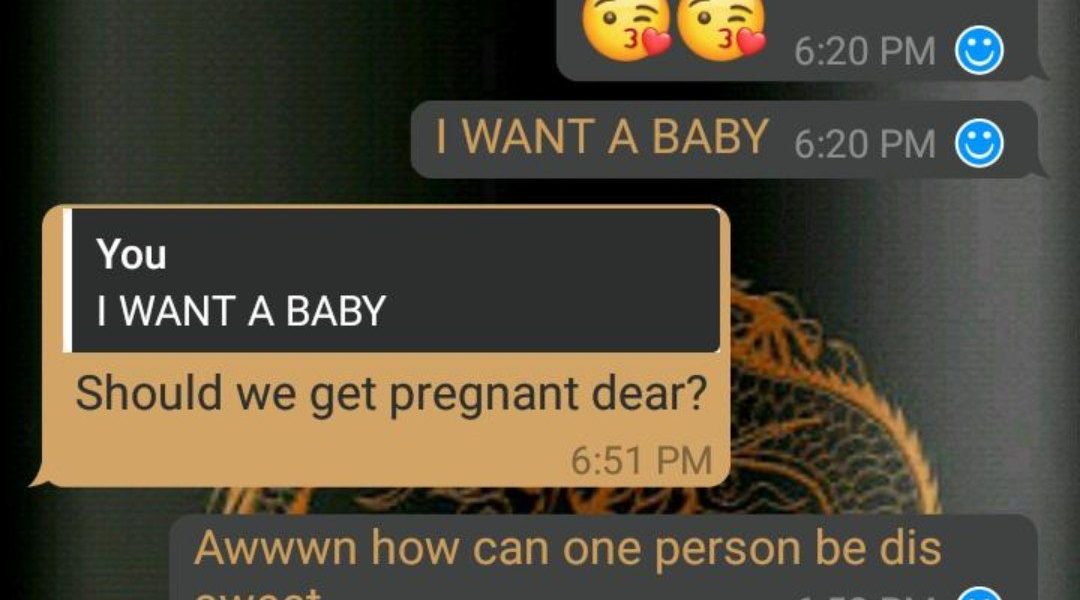 😘😘 6:20 PM
I WANT A BABY 6:20 PM
You
I WANT A BABY
Should we get pregnant dear?
6:51 PM
Awwwn how can one person be dis